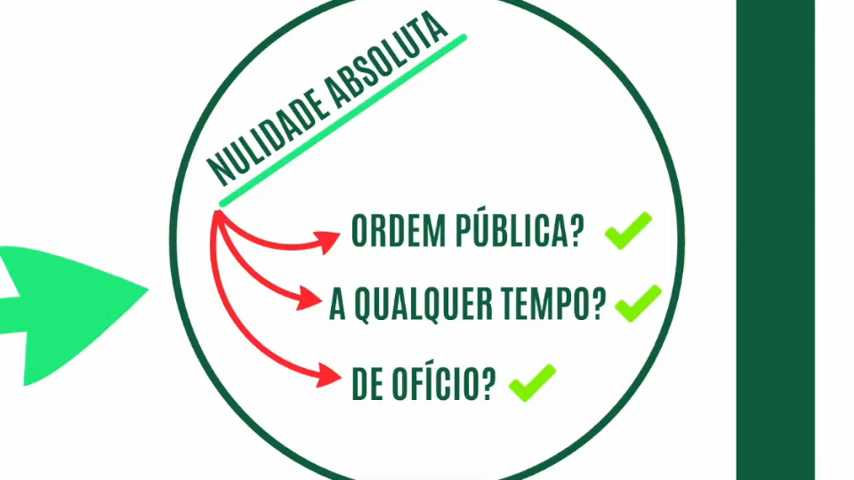 NULIDADE ABSOLUTA
ORDEM PÚBLICA?
A QUALQUER TEMPO?
DE OFÍCIO?